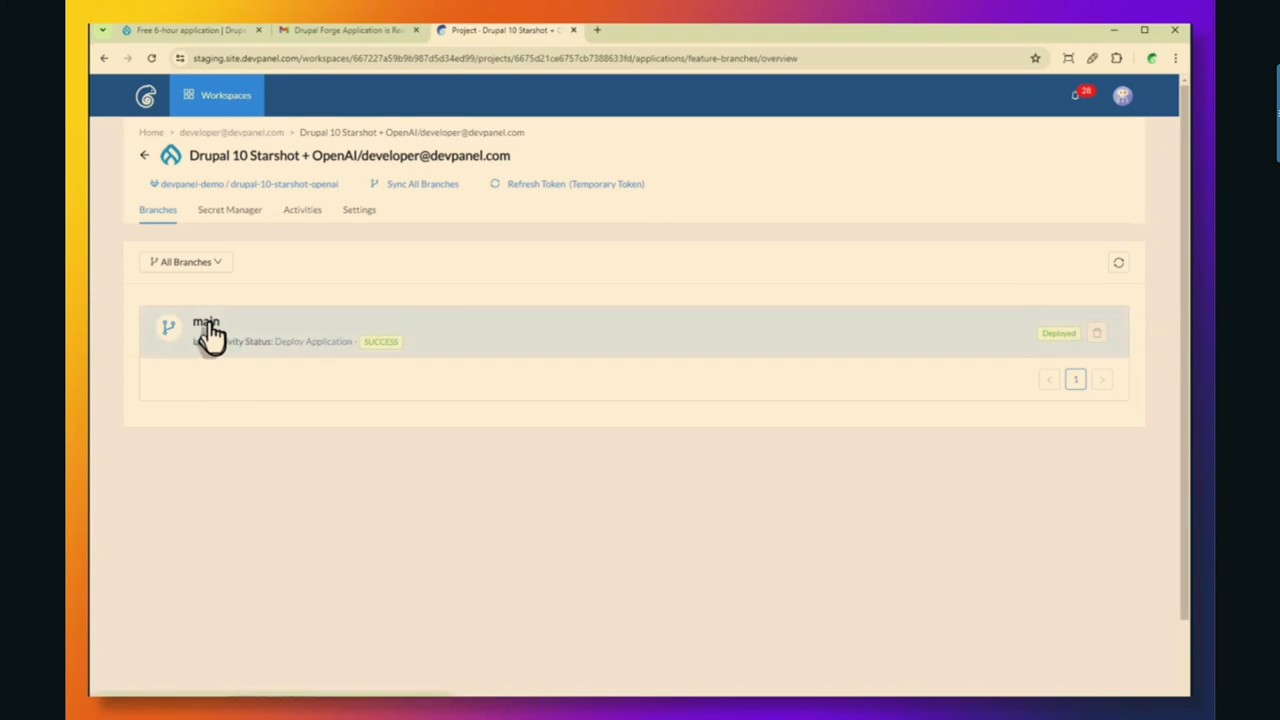 Free 6-hour application | Drup
Drupal Forge Application is Re
Project - Drupal 10 Starshot +
staging.site.devpanel.com/workspaces/667227a59b9b987d5d34ed99/projects/6675d21ce6757cb7388633fd/applications/feature-branches/overview
Workspaces
28
Home > developer@devpanel.com > Drupal 10 Starshot + OpenAI/developer@devpanel.com
Drupal 10 Starshot + OpenAI/developer@devpanel.com
devpanel-demo / drupal-10-starshot-openai
Sync All Branches
Refresh Token (Temporary Token)
Branches
Secret Manager
Activities
Settings
All Branches
main
Status: Deploy Application - SUCCESS
Deployed
< 1 >